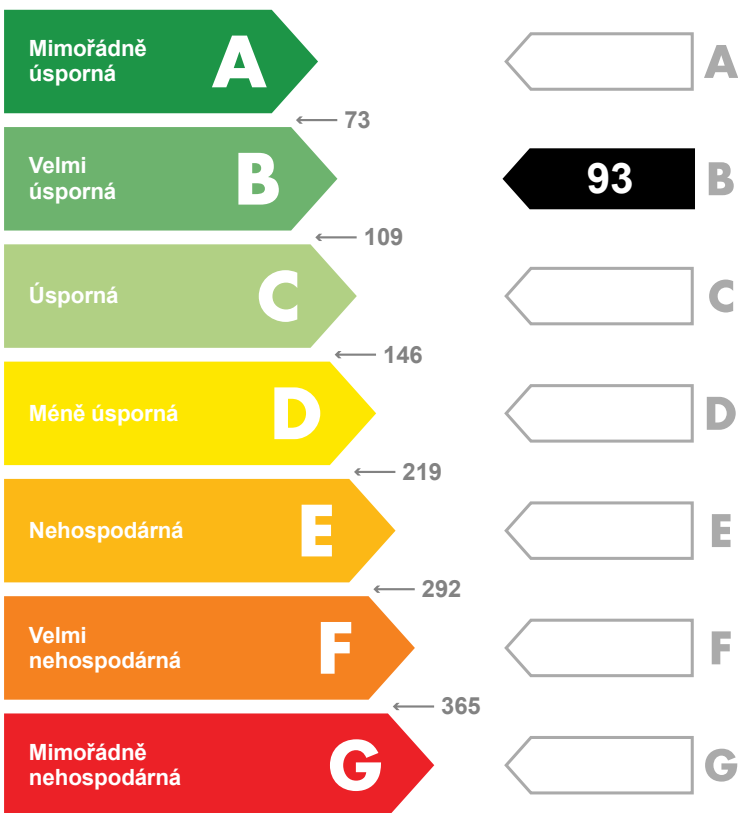 Mimořádně
úsporná
A
A
← 73
Velmi
úsporná
B
93
B
← 109
Úsporná
C
C
← 146
Méně úsporná
D
D
← 219
Nehospodárná
E
E
← 292
Velmi
nehospodárná
F
F
← 365
Mimořádně
nehospodárná
G
G